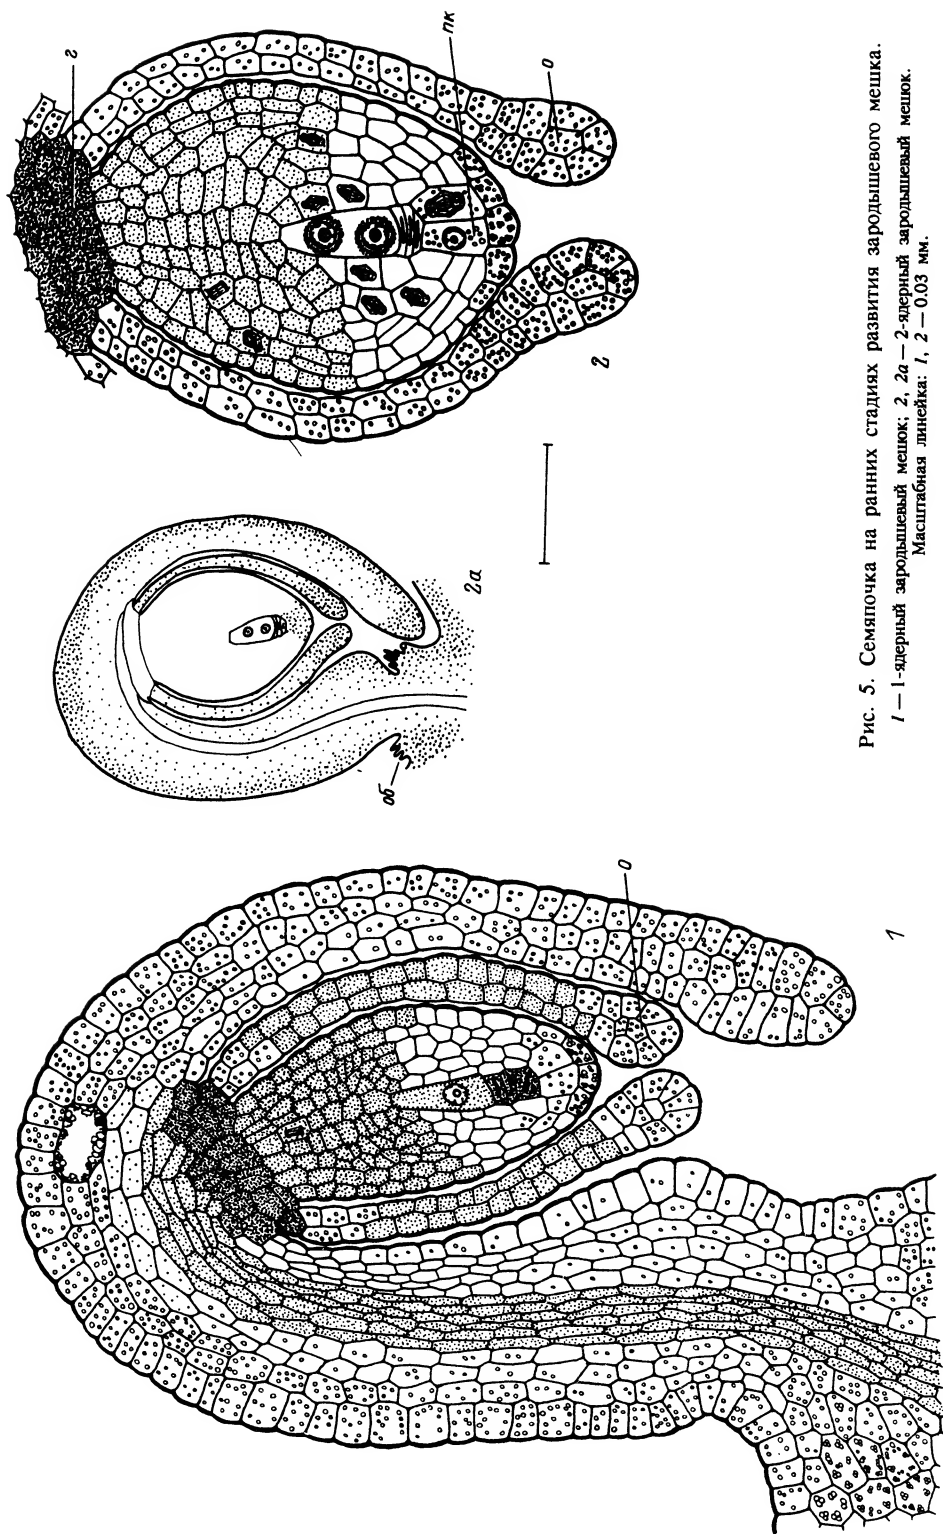 г
пк
о
2
2а
об
о
1
Рис. 5. Семяпочка на ранних стадиях развития зародышевого мешка.
1 — 1-ядерный зародышевый мешок; 2, 2а — 2-ядерный зародышевый мешок.
Масштабная линейка: 1, 2 — 0.03 мм.